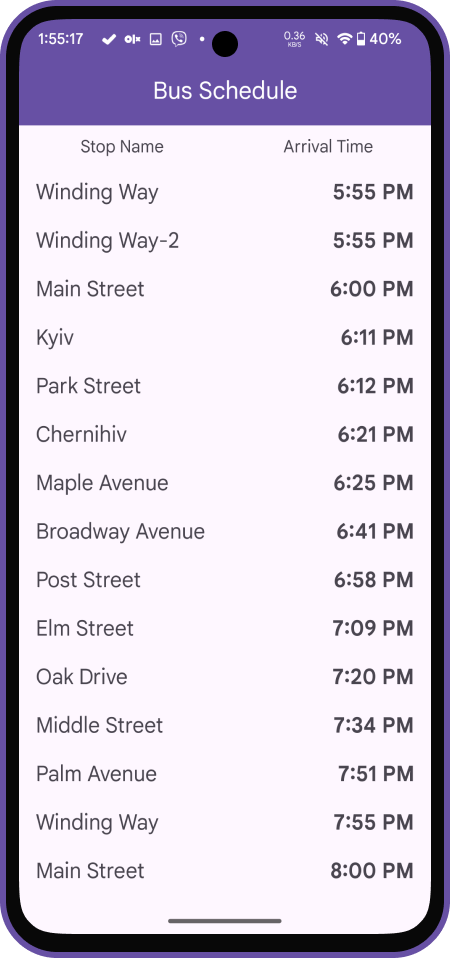 1:55:17 olx 0.36 KB/S 40%
Bus Schedule
Stop Name Arrival Time
Winding Way 5:55 PM
Winding Way-2 5:55 PM
Main Street 6:00 PM
Kyiv 6:11 PM
Park Street 6:12 PM
Chernihiv 6:21 PM
Maple Avenue 6:25 PM
Broadway Avenue 6:41 PM
Post Street 6:58 PM
Elm Street 7:09 PM
Oak Drive 7:20 PM
Middle Street 7:34 PM
Palm Avenue 7:51 PM
Winding Way 7:55 PM
Main Street 8:00 PM